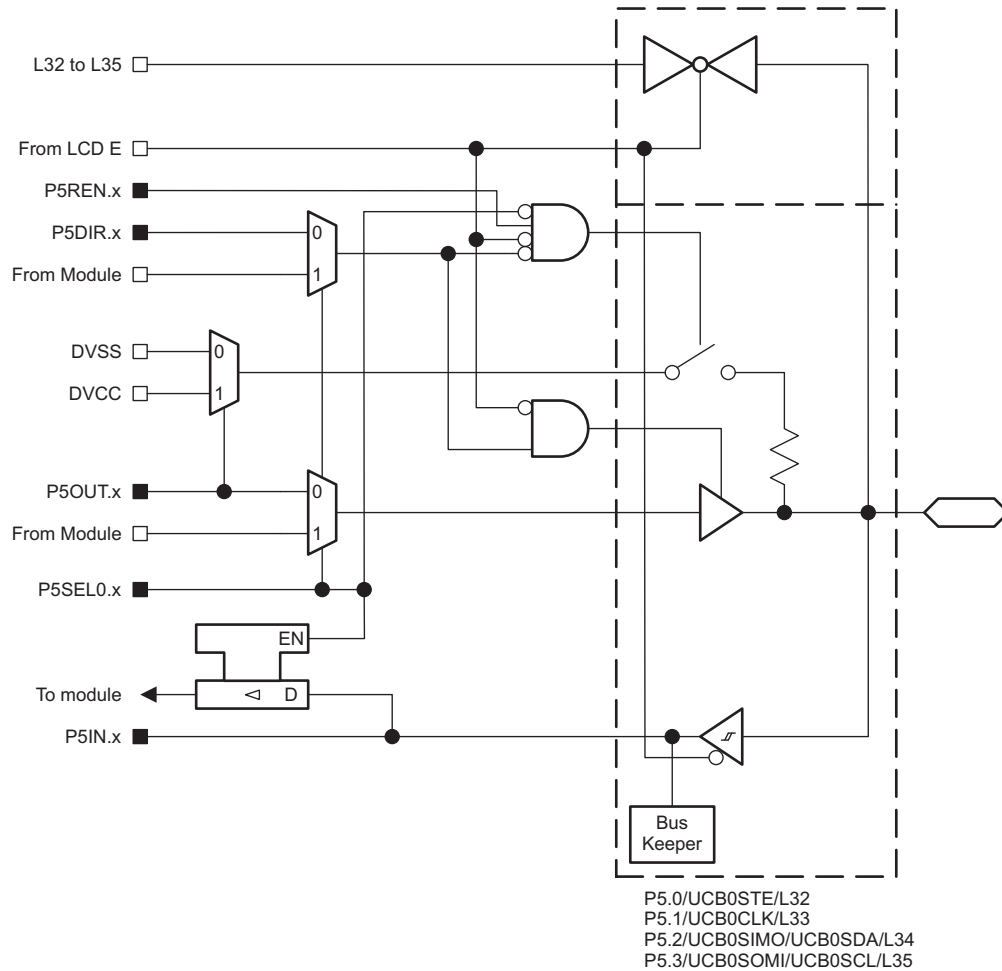 L32 to L35
From LCD E
P5REN.x
P5DIR.x
0
From Module
1
DVSS
0
DVCC
1
P5OUT.x
0
From Module
1
P5SEL0.x
EN
To module
D
P5IN.x
Bus
Keeper
P5.0/UCB0STE/L32
P5.1/UCB0CLK/L33
P5.2/UCB0SIMO/UCB0SDA/L34
P5.3/UCB0SOMI/UCB0SCL/L35